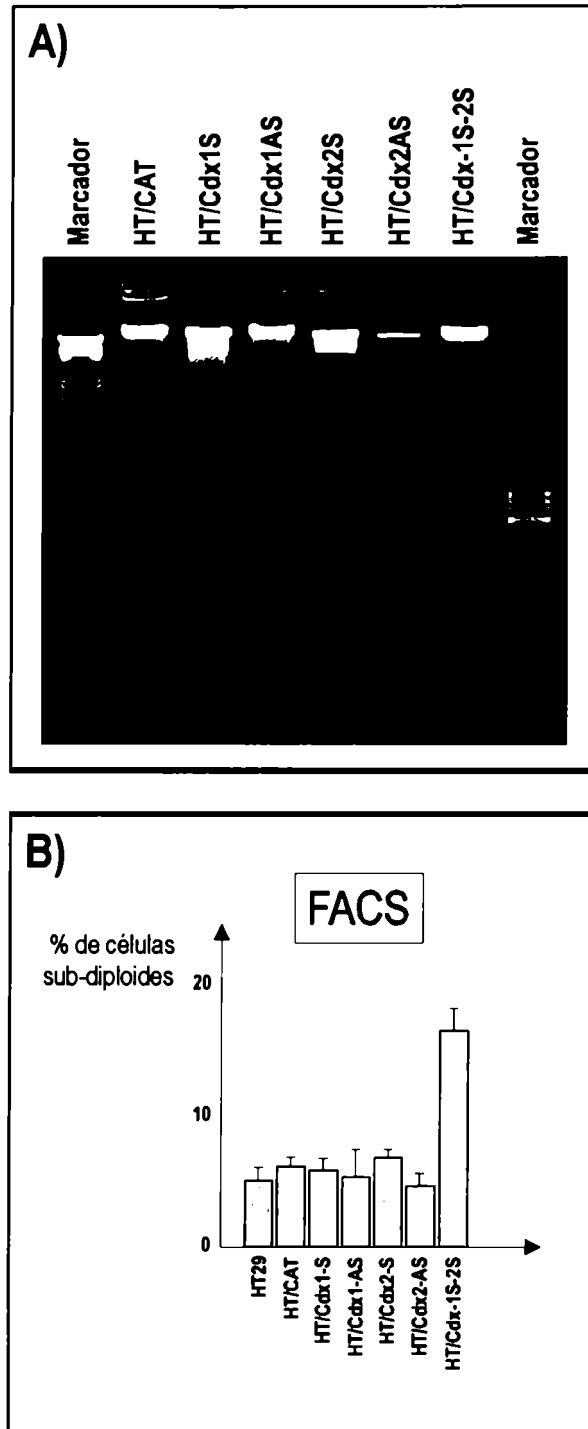 A)
Marcador
HT/CAT
HT/Cdx1S
HT/Cdx1AS
HT/Cdx2S
HT/Cdx2AS
HT/Cdx-1S-2S
Marcador
B)
FACS
% de células
sub-diploides
20
10
0
HT29
HT/CAT
HT/Cdx1-S
HT/Cdx1-AS
HT/Cdx2-S
HT/Cdx2-AS
HT/Cdx-1S-2S